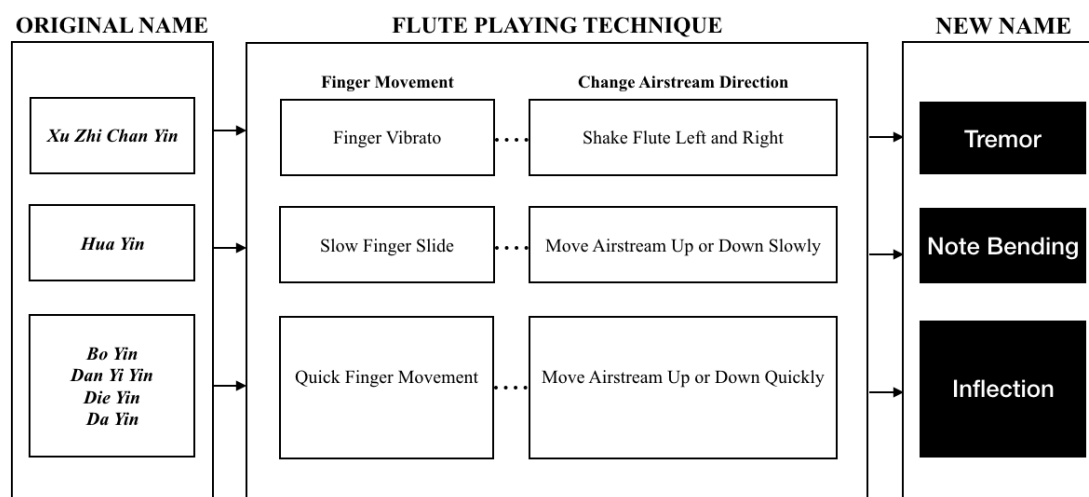 ORIGINAL NAME
FLUTE PLAYING TECHNIQUE
NEW NAME
Finger Movement
Change Airstream Direction
Xu Zhi Chan Yin
Finger Vibrato
Shake Flute Left and Right
Tremor
Hua Yin
Slow Finger Slide
Move Airstream Up or Down Slowly
Note Bending
Bo Yin
Dan Yi Yin
Die Yin
Da Yin
Quick Finger Movement
Move Airstream Up or Down Quickly
Inflection